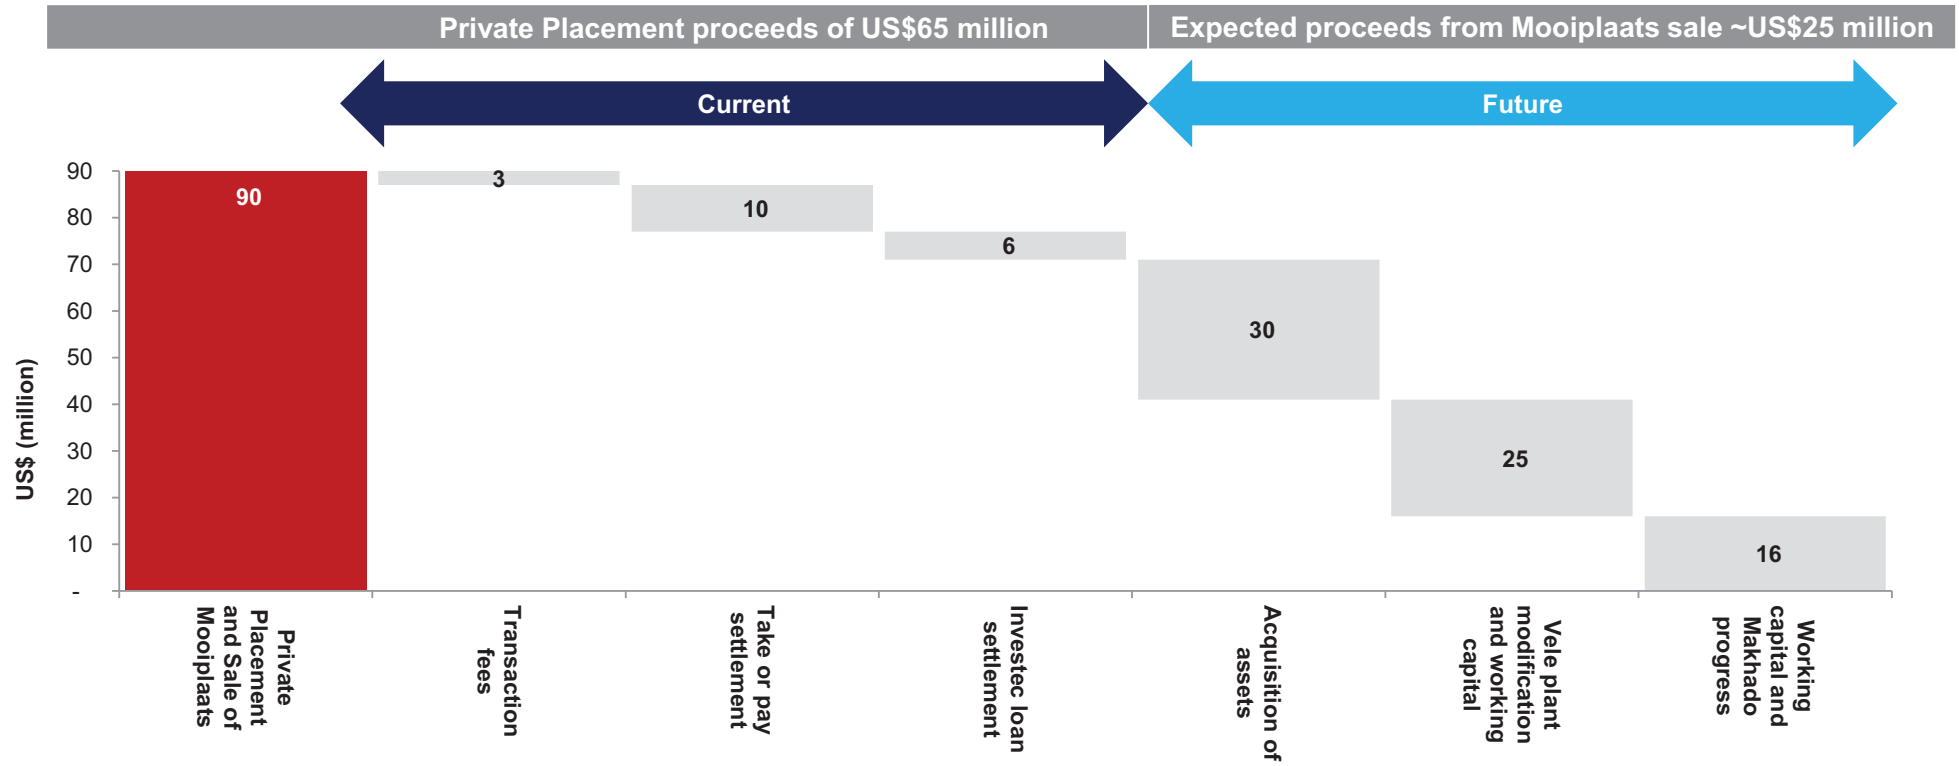 Private Placement proceeds of US$65 million
Expected proceeds from Mooiplaats sale ~US$25 million
Current
Future
US$ (million)
90
80
70
60
50
40
30
20
10
-
90
3
10
6
30
25
16
Private
Placement
and Sale of
Mooiplaats
Transaction
fees
Take or pay
settlement
Investec loan
settlement
Acquisition of
assets
Vele plant
modification
and working
capital
Working
capital and
Makhado
progress